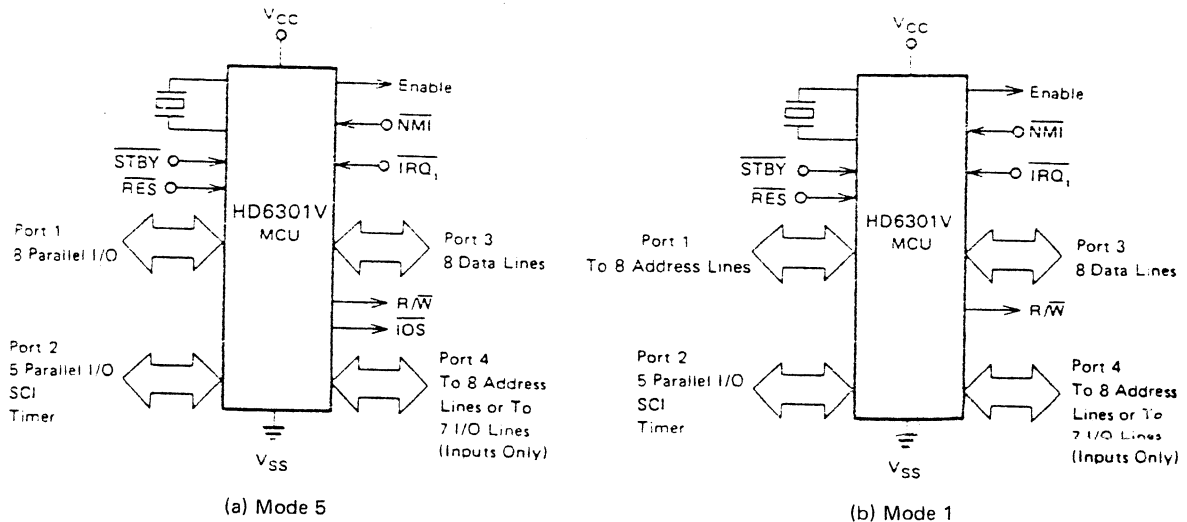 VCC
Enable
NMI
STBY
IRQ1
RES
HD6301V
MCU
Port 1
8 Parallel I/O
Port 3
8 Data Lines
R/W
IOS
Port 2
5 Parallel I/O
SCI
Timer
Port 4
To 8 Address
Lines or To
7 I/O Lines
(Inputs Only)
VSS
(a) Mode 5
VCC
Enable
NMI
STBY
IRQ1
RES
HD6301V
MCU
Port 1
To 8 Address Lines
Port 3
8 Data Lines
R/W
Port 2
5 Parallel I/O
SCI
Timer
Port 4
To 8 Address
Lines or To
7 I/O Lines
(Inputs Only)
VSS
(b) Mode 1